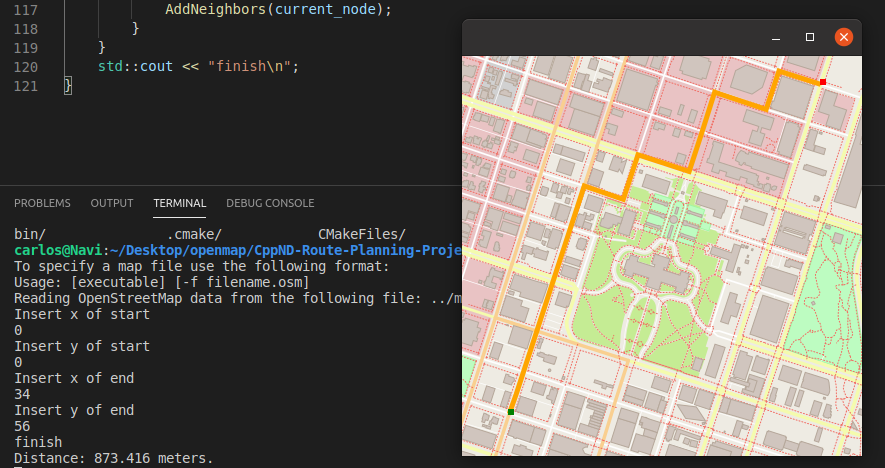 117 AddNeighbors(current_node);
118 }
119 }
120 std::cout << "finish\n";
121 }
PROBLEMS OUTPUT TERMINAL DEBUG CONSOLE
bin/ .cmake/ CMakeFiles/
carlos@Navi:~/Desktop/openmap/CppND-Route-Planning-Proje
To specify a map file use the following format:
Usage: [executable] [-f filename.osm]
Reading OpenStreetMap data from the following file: ../m
Insert x of start
0
Insert y of start
0
Insert x of end
34
Insert y of end
56
finish
Distance: 873.416 meters.